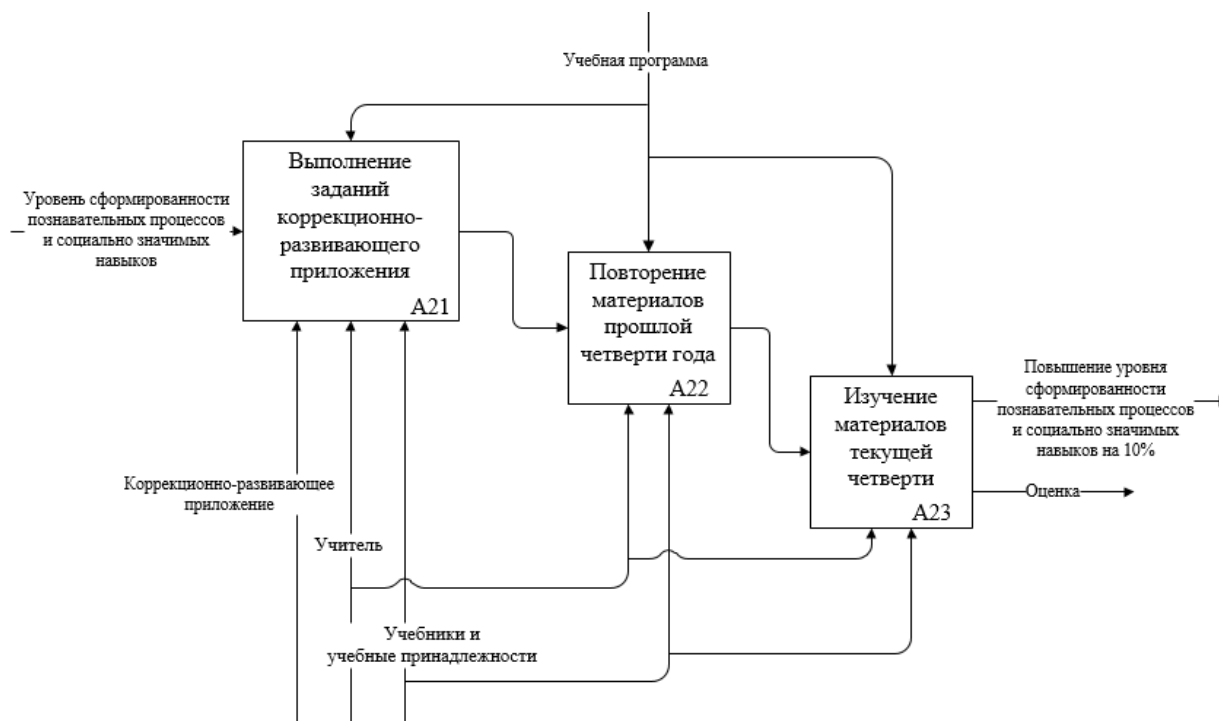 Учебная программа
Выполнение
заданий
коррекционно-
развивающего
приложения
A21
Уровень сформированности
познавательных процессов
и социально значимых
навыков
Повторение
материалов
прошлой
четверти года
A22
Изучение
материалов
текущей
четверти
A23
Повышение уровня
сформированности
познавательных процессов
и социально значимых
навыков на 10%
Оценка
Коррекционно-развивающее
приложение
Учитель
Учебники и
учебные принадлежности